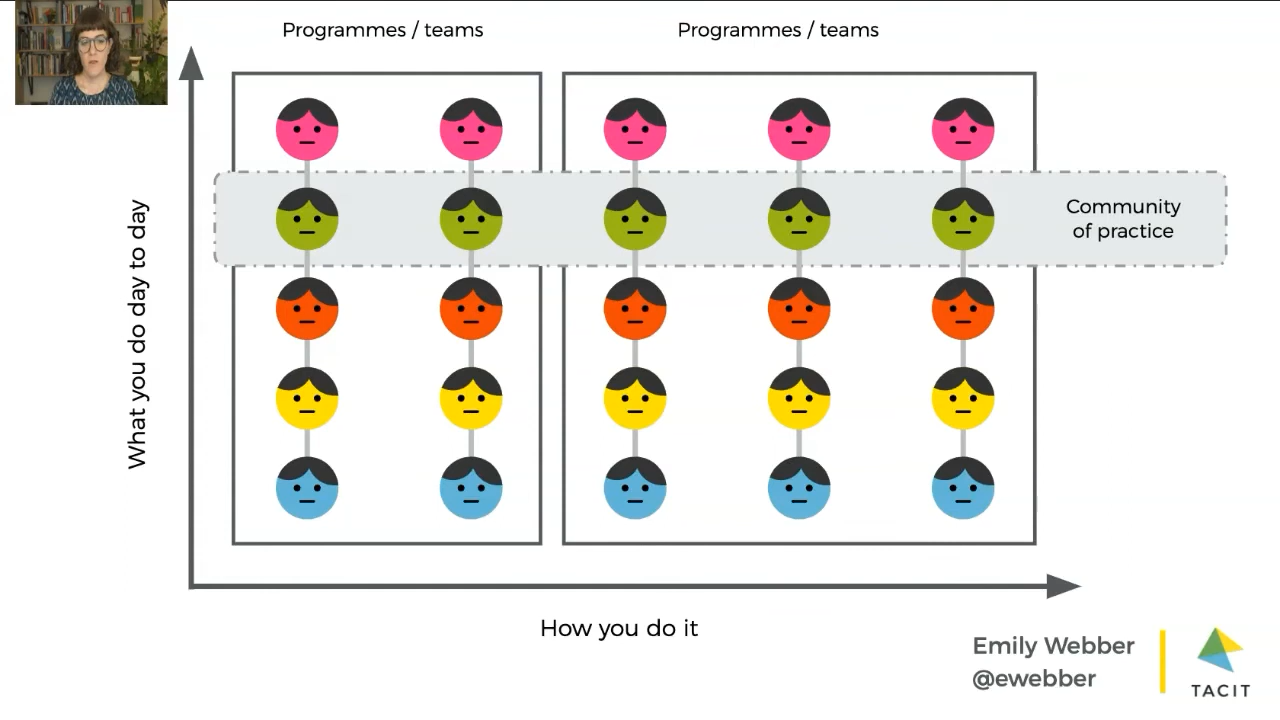 Programmes / teams
Programmes / teams
What you do day to day
Community
of practice
How you do it
Emily Webber
@ewebber
TACIT